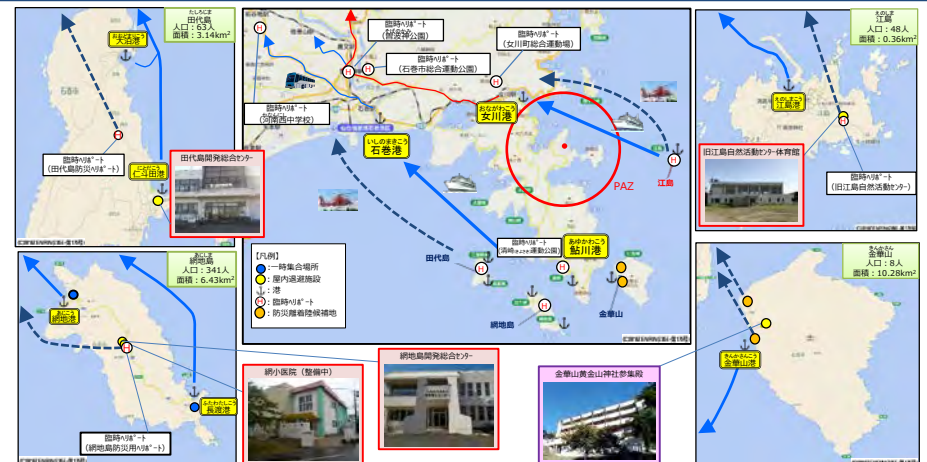 たしろじま
田代島
人口：63人
面積：3.14km²
おおどまりこう
大泊港
にとだこう
仁斗田港
臨時ヘリポート
（田代島防災ヘリポート）
田代島開発総合センター
臨時ヘリポート
（曽波神公園）
臨時ヘリポート
（石巻市総合運動公園）
臨時ヘリポート
（女川町総合運動場）
臨時ヘリポート
（河南西中学校）
いしのまきこう
石巻港
おながわこう
女川港
PAZ
江島
田代島
網地島
金華山
臨時ヘリポート
あゆかわこう
鮎川港
【凡例】
：一時集合場所
：屋内退避施設
：港
：臨時ヘリポート
：防災離着陸候補地
えのしま
江島
人口：48人
面積：0.36km²
えのしまこう
江島港
旧江島自然活動センター体育館
臨時ヘリポート
（旧江島自然活動センター）
あじしま
網地島
人口：341人
面積：6.43km²
あじこう
網地港
ふたわたしこう
長渡港
臨時ヘリポート
（網地島防災用ヘリポート）
網小医院（整備中）
網地島開発総合センター
金華山黄金山神社参集殿
きんかさん
金華山
人口：8人
面積：10.28km²
きんかさんこう
金華山港